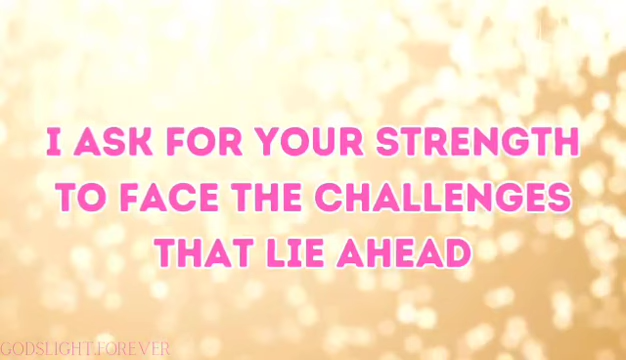 I ASK FOR YOUR STRENGTH
TO FACE THE CHALLENGES
THAT LIE AHEAD
GODSLIGHT.FOREVER